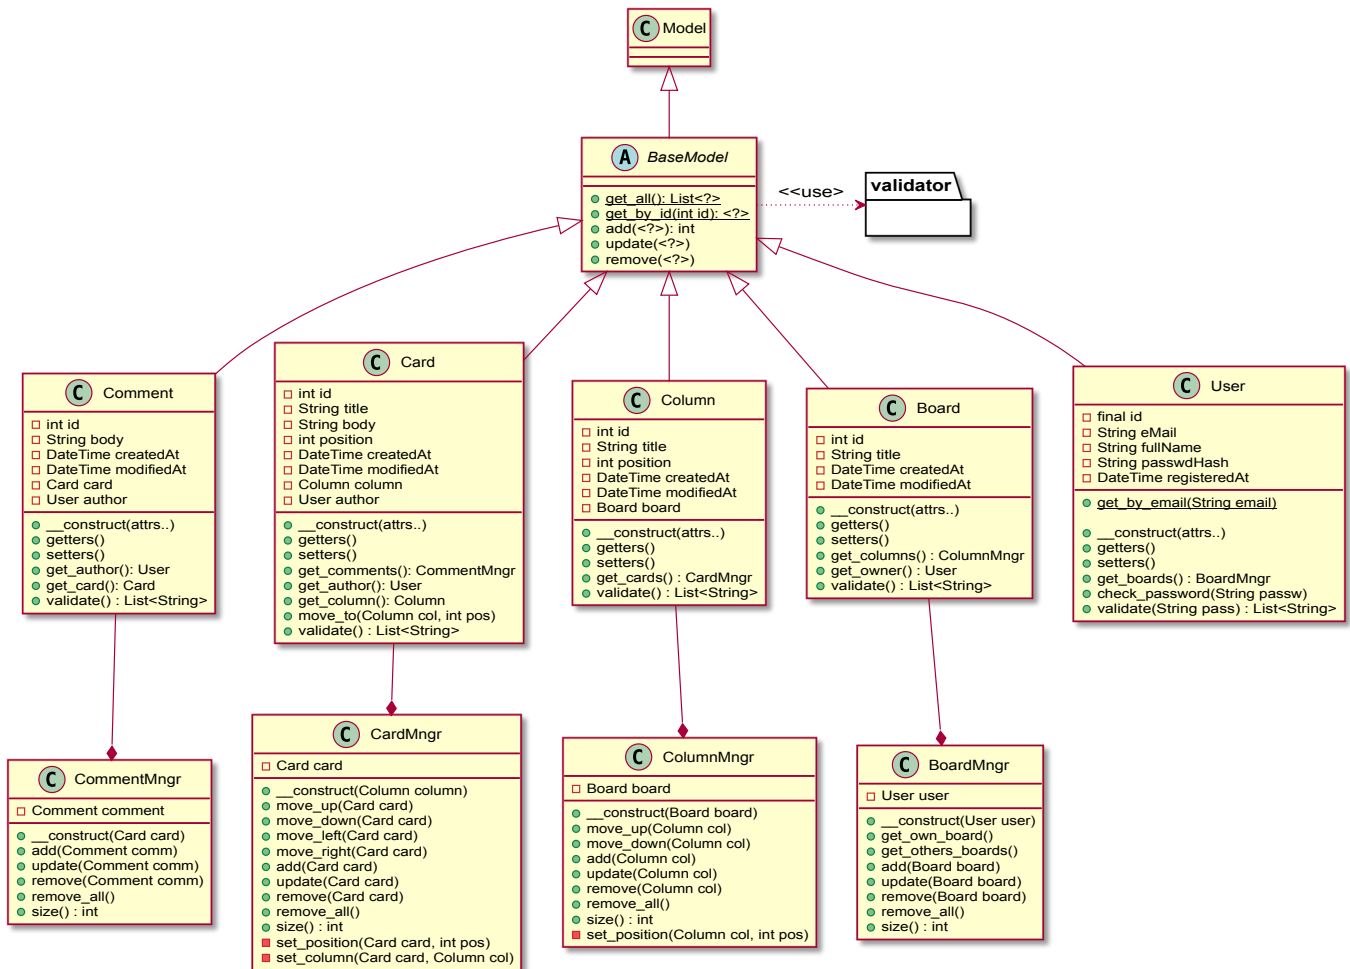 C Model
A BaseModel
get_all(): List<?>
get_by_id(int id): <?>
add(<?>): int
update(<?>)
remove(<?>)
<<use>
validator
C Comment
int id
String body
DateTime createdAt
DateTime modifiedAt
Card card
User author
__construct(attrs..)
getters()
setters()
get_author(): User
get_card(): Card
validate() : List<String>
C Card
int id
String title
String body
int position
DateTime createdAt
DateTime modifiedAt
Column column
User author
__construct(attrs..)
getters()
setters()
get_comments(): CommentMngr
get_author(): User
get_column(): Column
move_to(Column col, int pos)
validate() : List<String>
C Column
int id
String title
int position
DateTime createdAt
DateTime modifiedAt
Board board
__construct(attrs..)
getters()
setters()
get_cards() : CardMngr
validate() : List<String>
C Board
int id
String title
DateTime createdAt
DateTime modifiedAt
__construct(attrs..)
getters()
setters()
get_columns() : ColumnMngr
get_owner() : User
validate() : List<String>
C User
final id
String eMail
String fullName
String passwdHash
DateTime registeredAt
get_by_email(String email)
__construct(attrs..)
getters()
setters()
get_boards() : BoardMngr
check_password(String passw)
validate(String pass) : List<String>
C CommentMngr
Comment comment
__construct(Card card)
add(Comment comm)
update(Comment comm)
remove(Comment comm)
remove_all()
size() : int
C CardMngr
Card card
__construct(Column column)
move_up(Card card)
move_down(Card card)
move_left(Card card)
move_right(Card card)
add(Card card)
update(Card card)
remove(Card card)
remove_all()
size() : int
set_position(Card card, int pos)
set_column(Card card, Column col)
C ColumnMngr
Board board
__construct(Board board)
move_up(Column col)
move_down(Column col)
add(Column col)
update(Column col)
remove(Column col)
remove_all()
size() : int
set_position(Column col, int pos)
C BoardMngr
User user
__construct(User user)
get_own_board()
get_others_boards()
add(Board board)
update(Board board)
remove(Board board)
remove_all()
size() : int